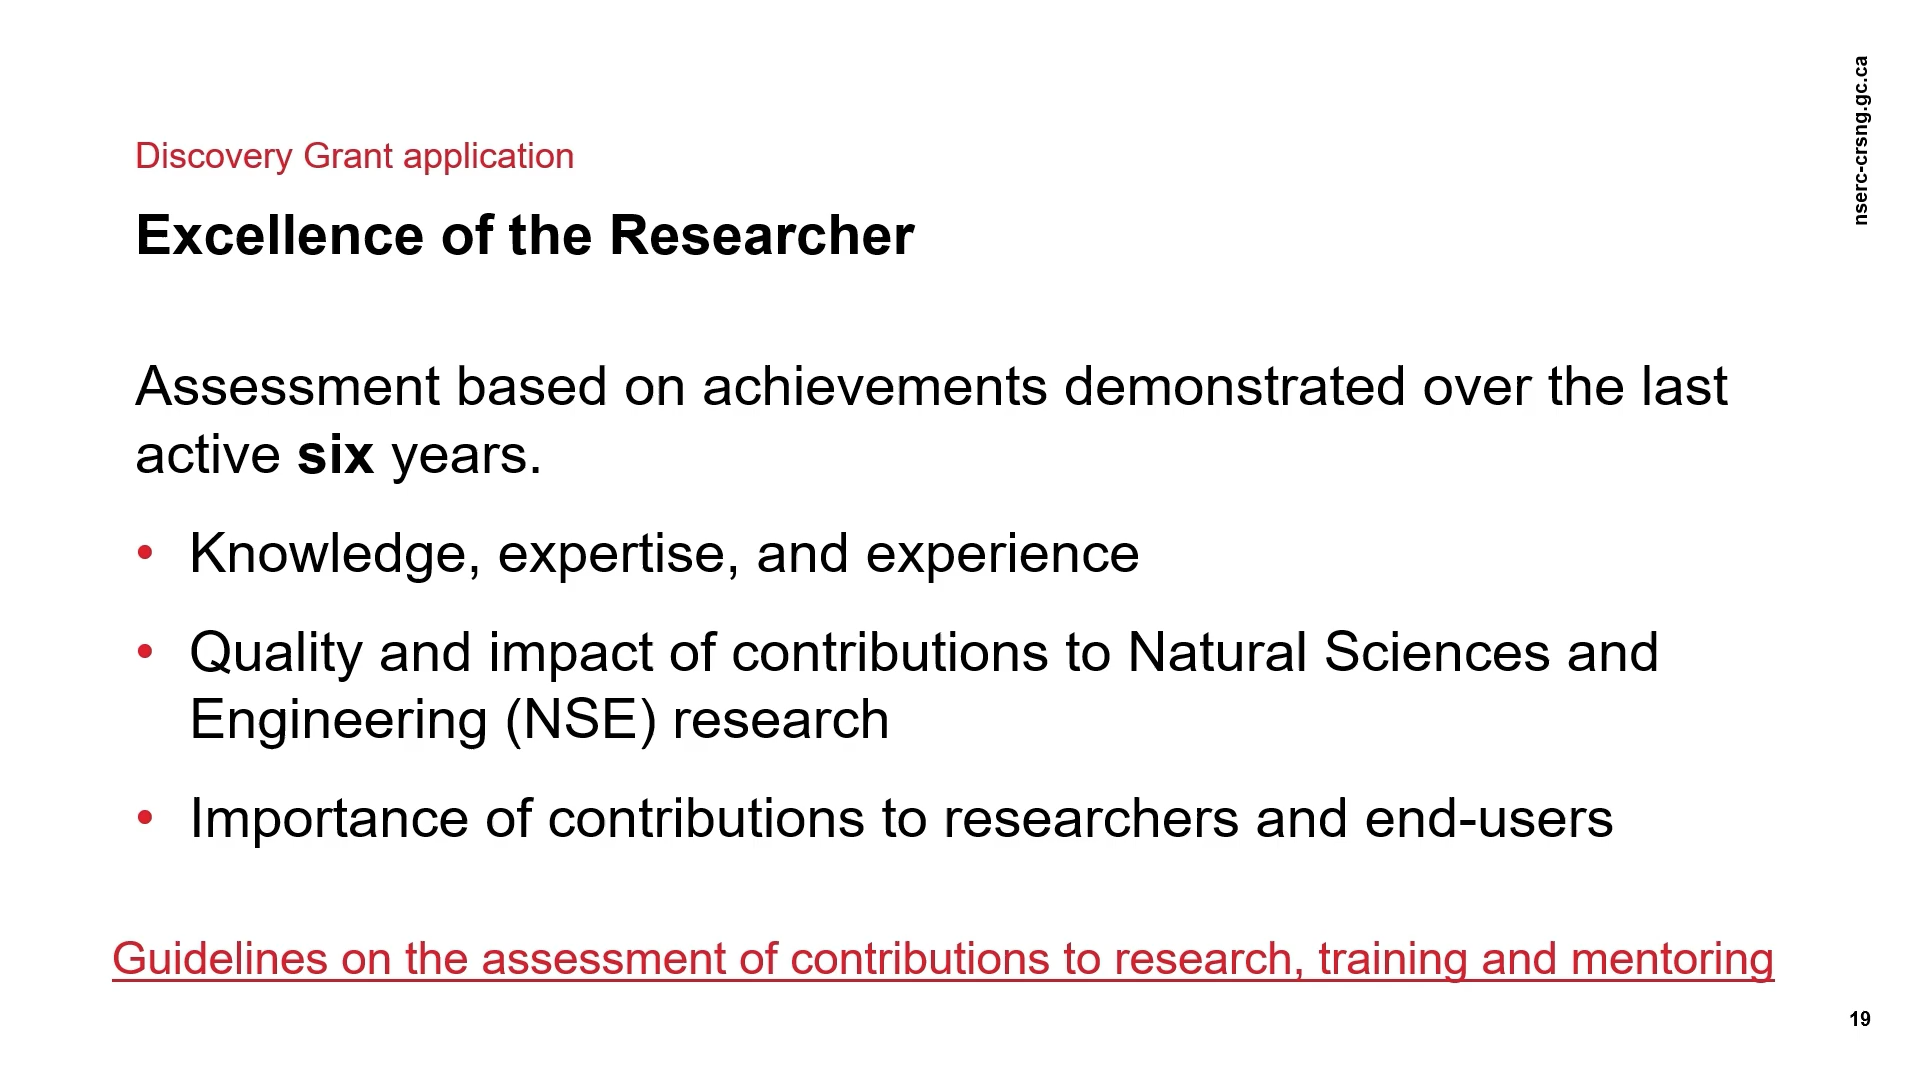 nserc-crsng.gc.ca
Discovery Grant application
Excellence of the Researcher
Assessment based on achievements demonstrated over the last
active six years.
• Knowledge, expertise, and experience
• Quality and impact of contributions to Natural Sciences and
Engineering (NSE) research
• Importance of contributions to researchers and end-users
Guidelines on the assessment of contributions to research, training and mentoring
19